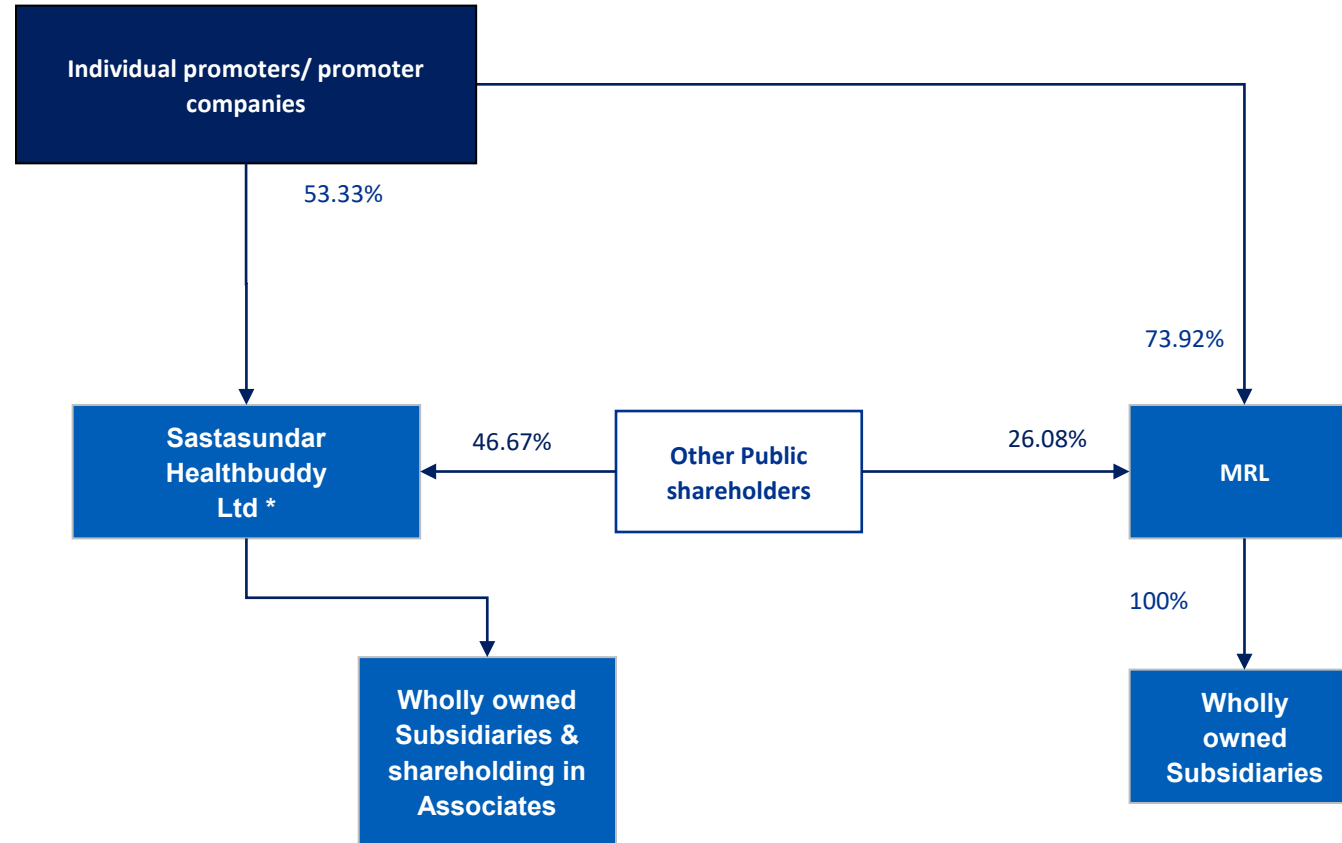 Individual promoters/ promoter
companies
53.33%
73.92%
Sastasundar
Healthbuddy
Ltd *
46.67%
Other Public
shareholders
26.08%
MRL
100%
Wholly owned
Subsidiaries &
shareholding in
Associates
Wholly
owned
Subsidiaries